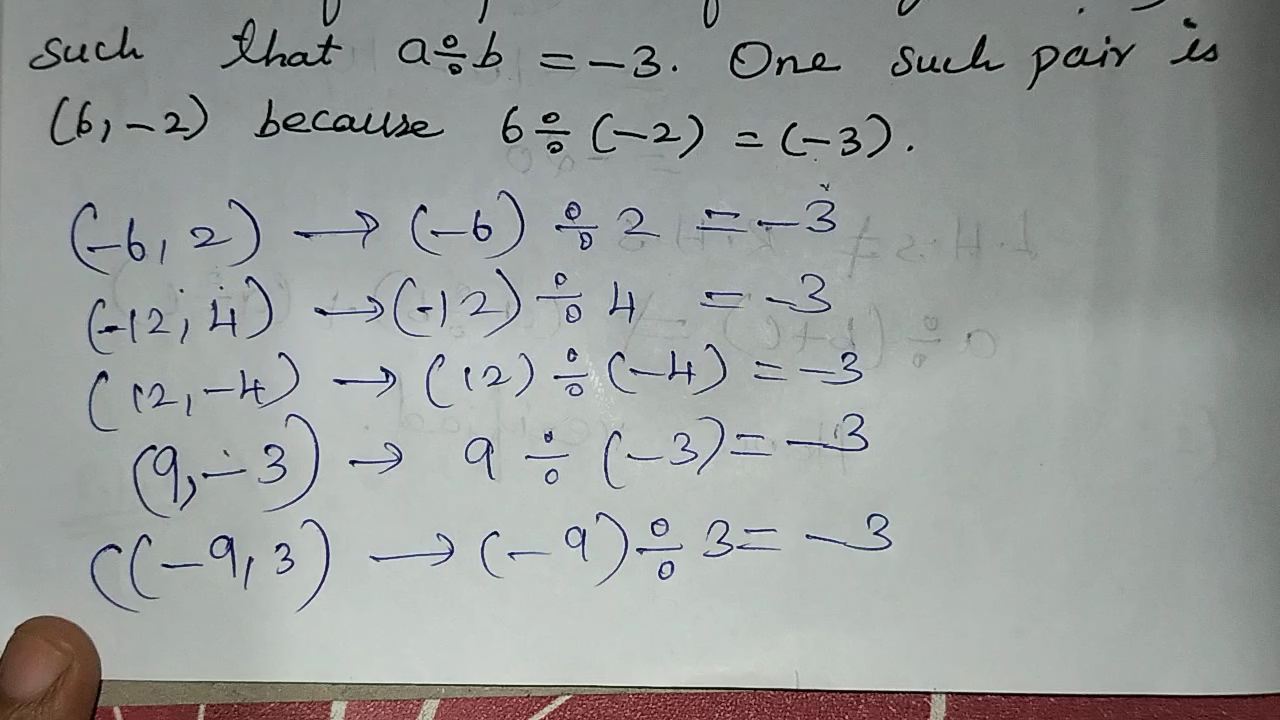 such that a ÷ b = -3. One such pair is
(6, -2) because 6 ÷ (-2) = (-3).
(-6, 2) → (-6) ÷ 2 = -3
(-12, 4) → (-12) ÷ 4 = -3
(12, -4) → (12) ÷ (-4) = -3
(9, -3) → 9 ÷ (-3) = -3
((-9, 3) → (-9) ÷ 3 = -3